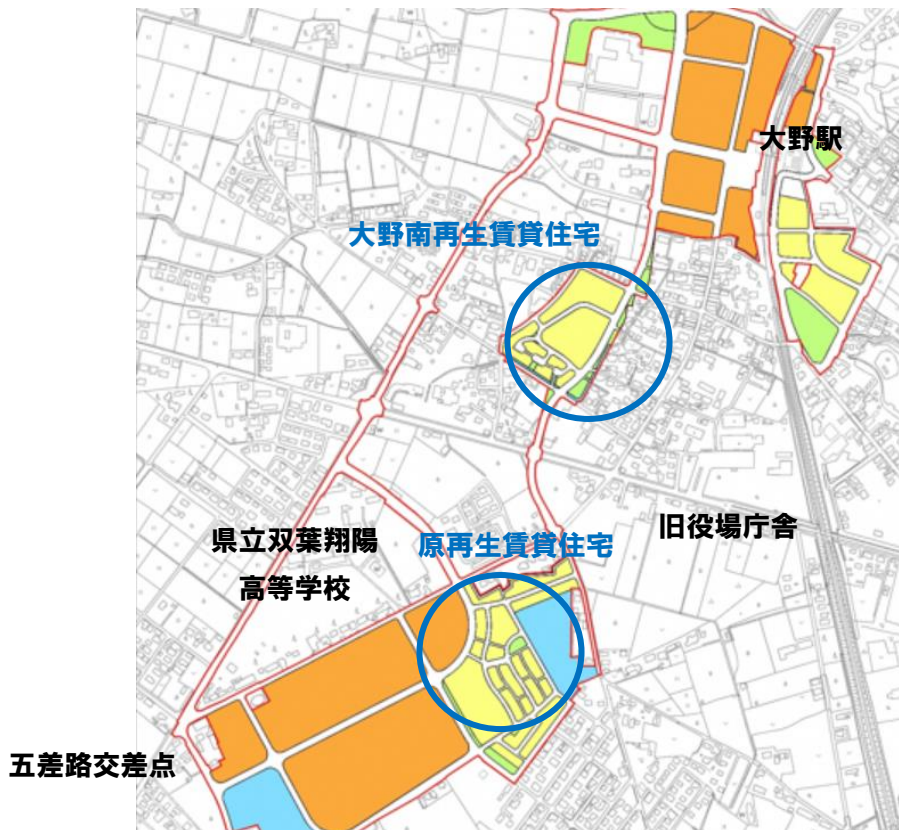 大野駅
大野南再生賃貸住宅
旧役場庁舎
県立双葉翔陽
高等学校
原再生賃貸住宅
五差路交差点